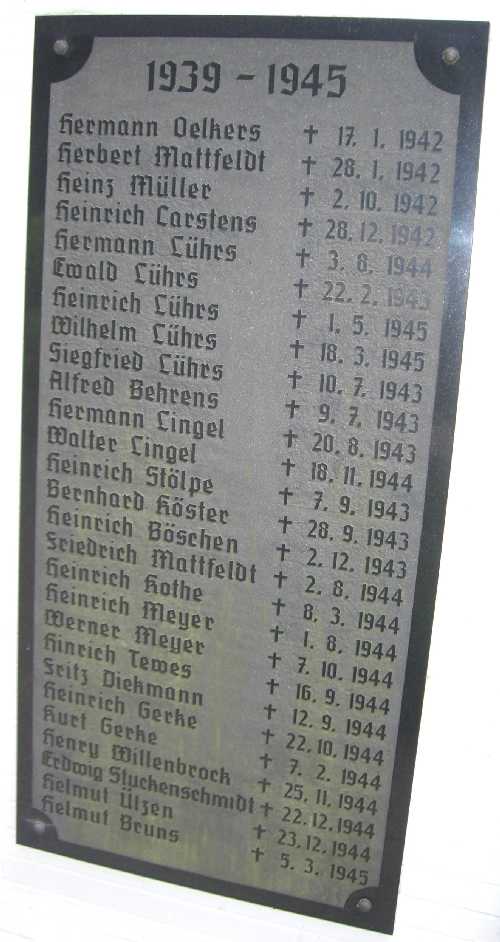 1939 - 1945
Hermann Oelkers † 17. 1. 1942
Herbert Mattfeldt † 28. 1. 1942
Heinz Müller † 2. 10. 1942
Heinrich Carstens † 28. 12. 1942
Hermann Lührs † 3. 8. 1944
Ewald Lührs † 22. 2. 1943
Heinrich Lührs † 1. 5. 1945
Wilhelm Lührs † 18. 3. 1945
Siegfried Lührs † 10. 7. 1943
Alfred Behrens † 9. 7. 1943
Hermann Lingel † 20. 8. 1943
Walter Lingel † 18. 11. 1944
Heinrich Stölpe † 7. 9. 1943
Bernhard Köster † 28. 9. 1943
Heinrich Böschen † 2. 12. 1943
Friedrich Mattfeldt † 2. 8. 1944
Heinrich Kothe † 8. 3. 1944
Heinrich Meyer † 1. 8. 1944
Werner Meyer † 7. 10. 1944
Hinrich Tewes † 16. 9. 1944
Fritz Diekmann † 12. 9. 1944
Heinrich Gerke † 22. 10. 1944
Kurt Gerke † 7. 2. 1944
Henry Willenbrock † 25. 11. 1944
Erdwig Stuckenschmidt † 22. 12. 1944
Helmut Ülzen † 23. 12. 1944
Helmut Bruns † 5. 3. 1945